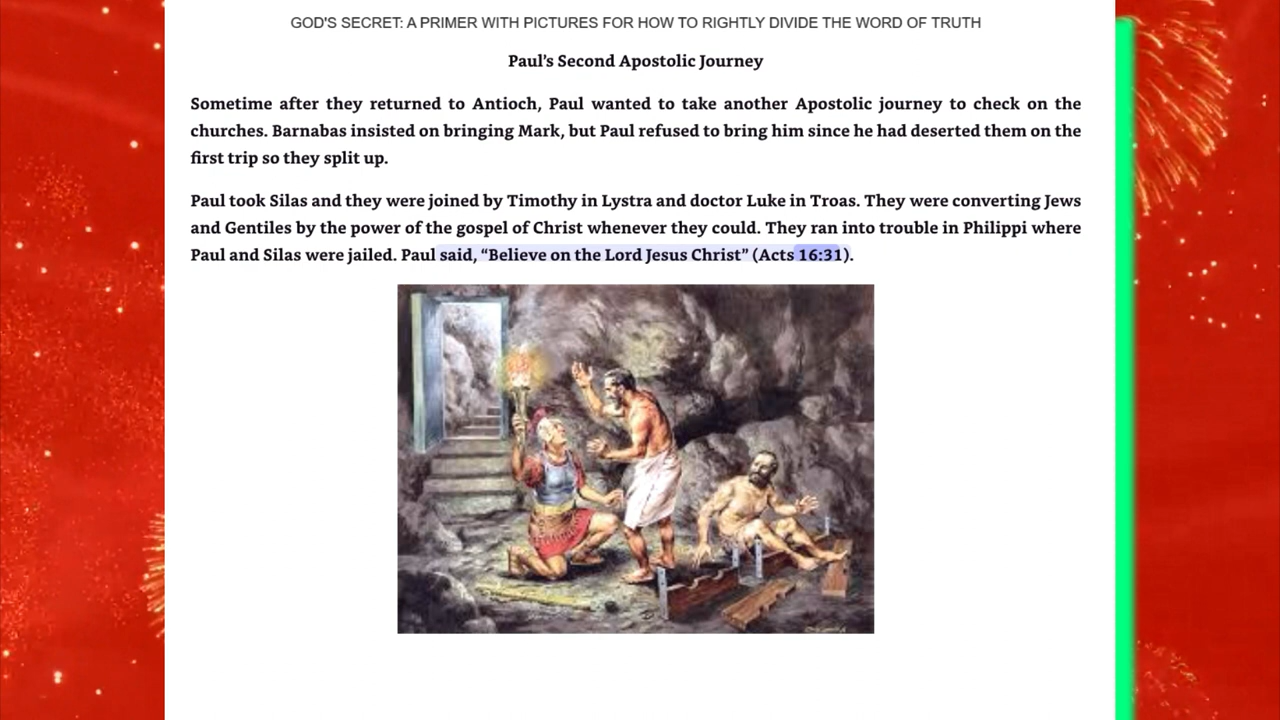 GOD'S SECRET: A PRIMER WITH PICTURES FOR HOW TO RIGHTLY DIVIDE THE WORD OF TRUTH
Paul’s Second Apostolic Journey
Sometime after they returned to Antioch, Paul wanted to take another Apostolic journey to check on the
churches. Barnabas insisted on bringing Mark, but Paul refused to bring him since he had deserted them on the
first trip so they split up.
Paul took Silas and they were joined by Timothy in Lystra and doctor Luke in Troas. They were converting Jews
and Gentiles by the power of the gospel of Christ whenever they could. They ran into trouble in Philippi where
Paul and Silas were jailed. Paul said, “Believe on the Lord Jesus Christ” (Acts 16:31).